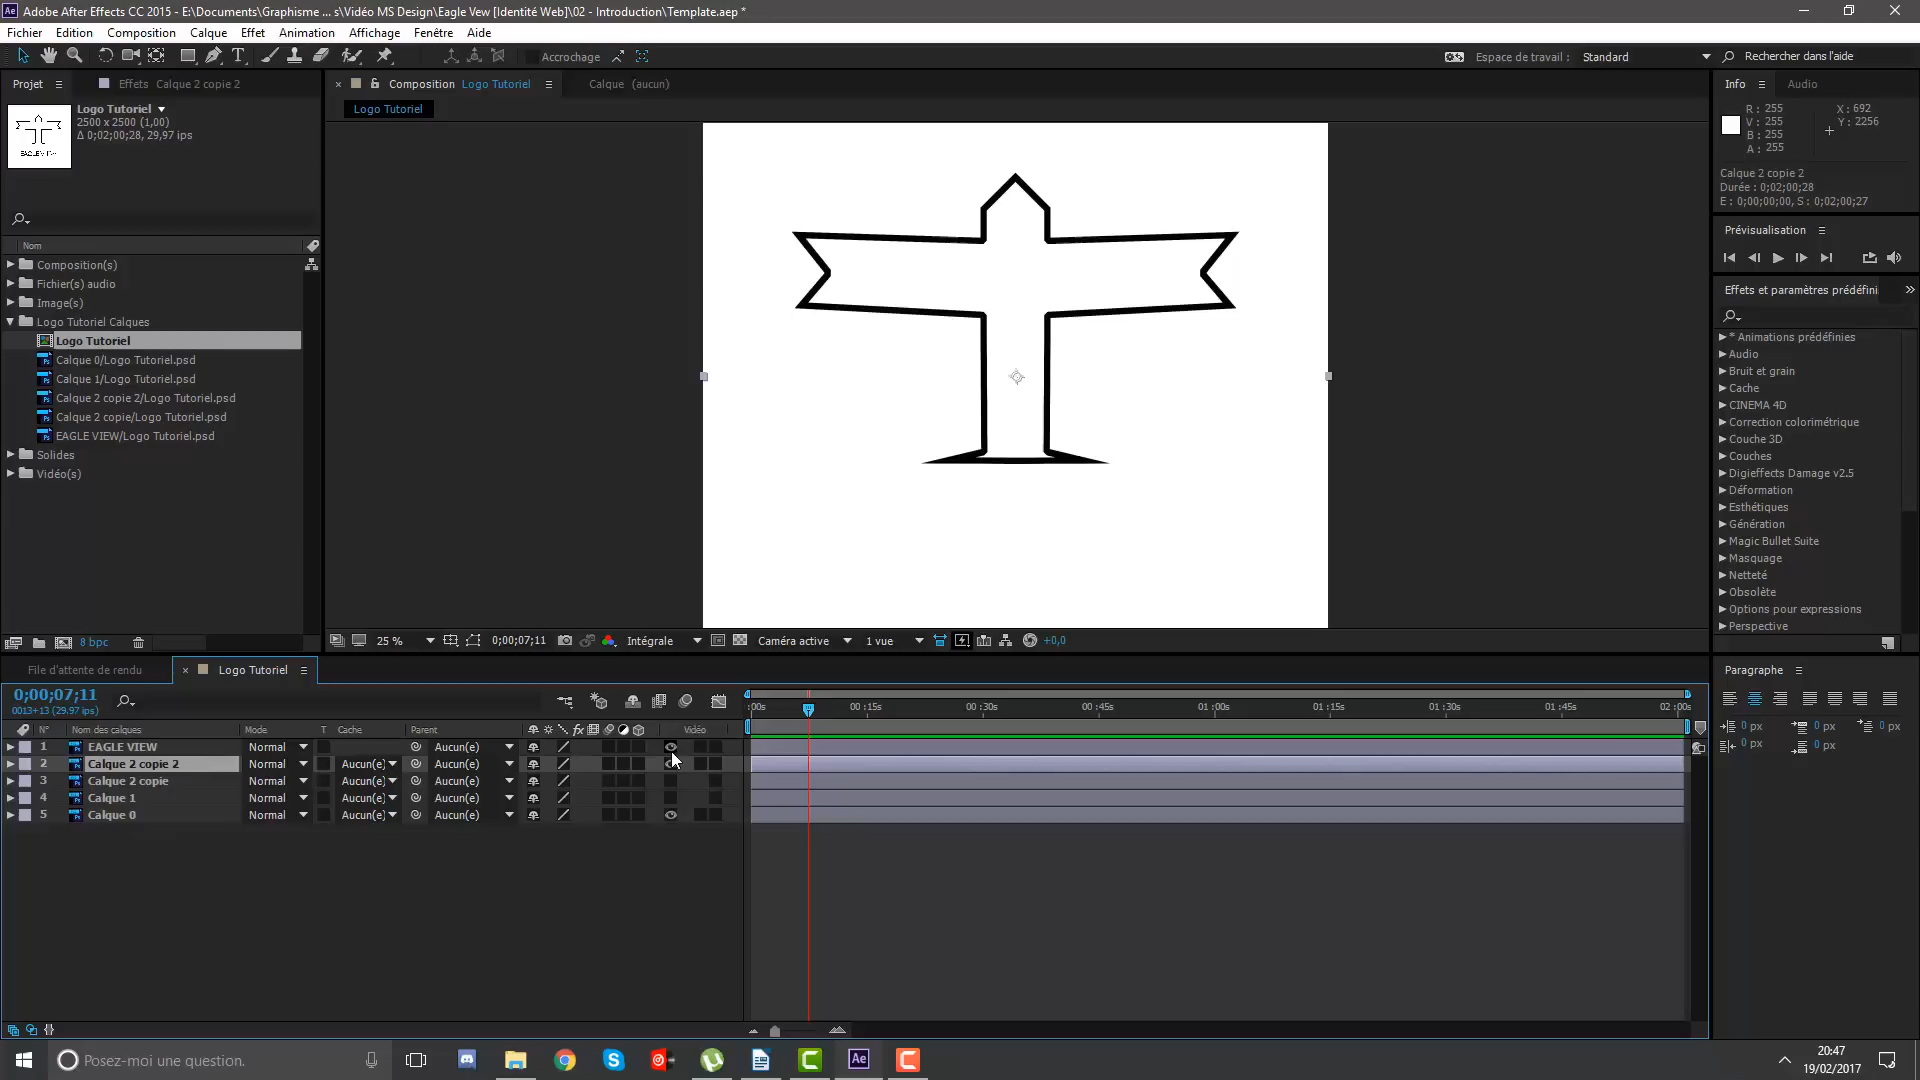 Adobe After Effects CC 2015 - E:\Documents\Graphisme ... s\Vidéo MS Design\Eagle Vew [Identité Web]\02 - Introduction\Template.aep *
Fichier Edition Composition Calque Effet Animation Affichage Fenêtre Aide
Accrochage
Espace de travail : Standard
Rechercher dans l'aide
Projet
Effets Calque 2 copie 2
Logo Tutoriel
2500 x 2500 (1,00)
Δ 0;02;00;28, 29,97 ips
EAGLE VIEW
Nom
Composition(s)
Fichier(s) audio
Image(s)
Logo Tutoriel Calques
Logo Tutoriel
Calque 0/Logo Tutoriel.psd
Calque 1/Logo Tutoriel.psd
Calque 2 copie 2/Logo Tutoriel.psd
Calque 2 copie/Logo Tutoriel.psd
EAGLE VIEW/Logo Tutoriel.psd
Solides
Vidéo(s)
8 bpc
Composition Logo Tutoriel
Calque (aucun)
Logo Tutoriel
25 %
0;00;07;11
Intégrale
Caméra active
1 vue
+0,0
Info
Audio
R : 255
V : 255
B : 255
A : 255
X : 692
Y : 2256
Calque 2 copie 2
Durée : 0;02;00;28
E : 0;00;00;00, S : 0;02;00;27
Prévisualisation
Effets et paramètres prédéfini
* Animations prédéfinies
Audio
Bruit et grain
Cache
CINEMA 4D
Correction colorimétrique
Couche 3D
Couches
Digieffects Damage v2.5
Déformation
Esthétiques
Génération
Magic Bullet Suite
Masquage
Netteté
Obsolète
Options pour expressions
Perspective
Paragraphe
0 px 0 px 0 px
0 px 0 px
File d'attente de rendu
Logo Tutoriel
0;00;07;11
0013+13 (29.97 ips)
:00s 00:15s 00:30s 00:45s 01:00s 01:15s 01:30s 01:45s 02:00s
N° Nom des calques Mode T Cache Parent fx Vidéo
1 EAGLE VIEW Normal Aucun(e)
2 Calque 2 copie 2 Normal Aucun(e) Aucun(e)
3 Calque 2 copie Normal Aucun(e) Aucun(e)
4 Calque 1 Normal Aucun(e) Aucun(e)
5 Calque 0 Normal Aucun(e) Aucun(e)
Posez-moi une question.
20:47
19/02/2017